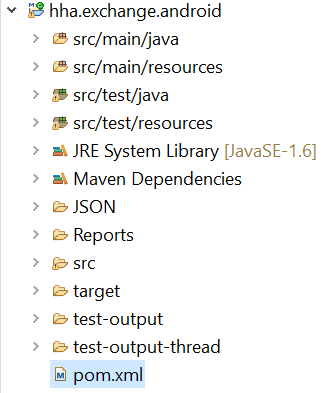 hha.exchange.android
src/main/java
src/main/resources
src/test/java
src/test/resources
JRE System Library [JavaSE-1.6]
Maven Dependencies
JSON
Reports
src
target
test-output
test-output-thread
pom.xml